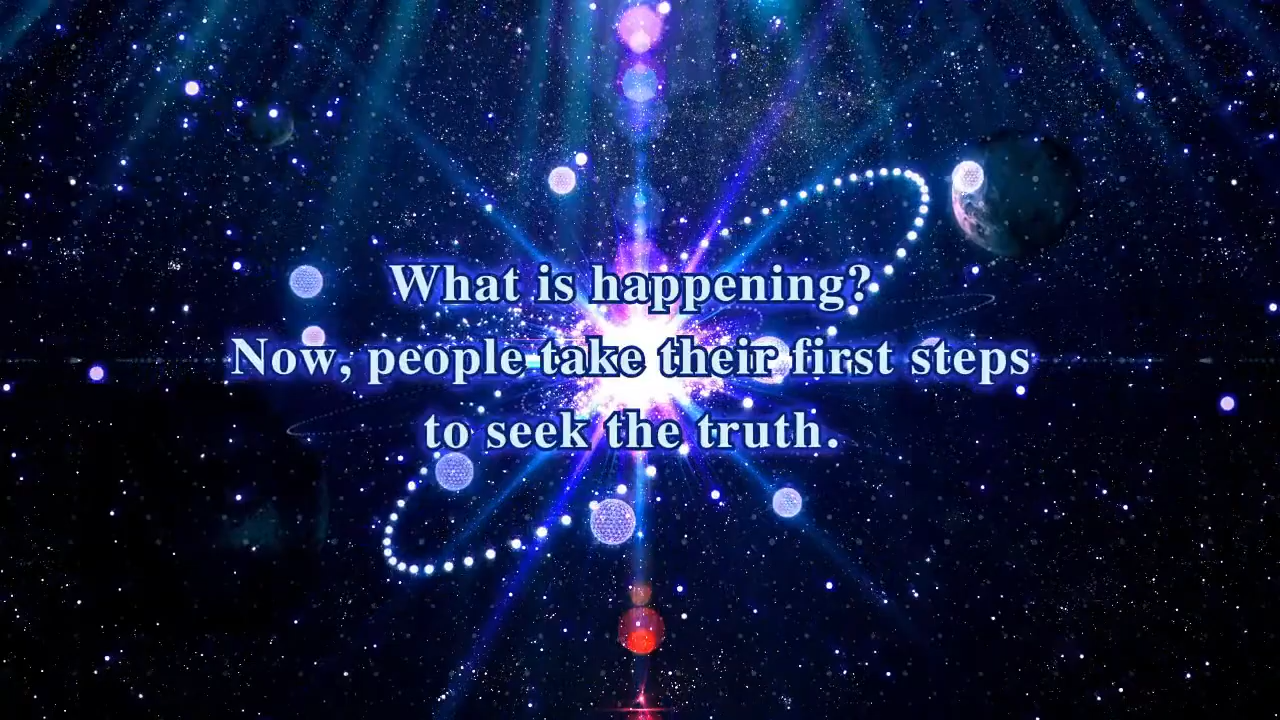 What is happening?
Now, people take their first steps
to seek the truth.